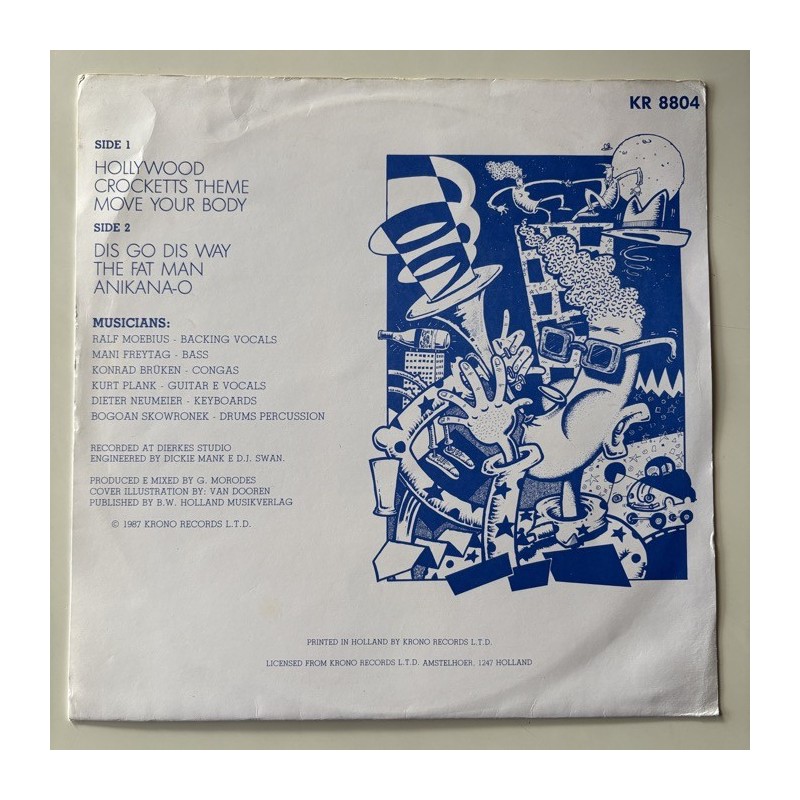 KR 8804
SIDE 1
HOLLYWOOD
CROCKETTS THEME
MOVE YOUR BODY
SIDE 2
DIS GO DIS WAY
THE FAT MAN
ANIKANA-O
MUSICIANS:
RALF MOEBIUS - BACKING VOCALS
MANI FREYTAG - BASS
KONRAD BRÜKEN - CONGAS
KURT PLANK - GUITAR E VOCALS
DIETER NEUMEIER - KEYBOARDS
BOGOAN SKOWRONEK - DRUMS PERCUSSION
RECORDED AT DIERKES STUDIO
ENGINEERED BY DICKIE MANK E D.J. SWAN.
PRODUCED E MIXED BY G. MORODES
COVER ILLUSTRATION BY: VAN DOOREN
PUBLISHED BY B.W. HOLLAND MUSIKVERLAG
© 1987 KRONO RECORDS L.T.D.
PRINTED IN HOLLAND BY KRONO RECORDS L.T.D.
LICENSED FROM KRONO RECORDS L.T.D. AMSTELHOER, 1247 HOLLAND